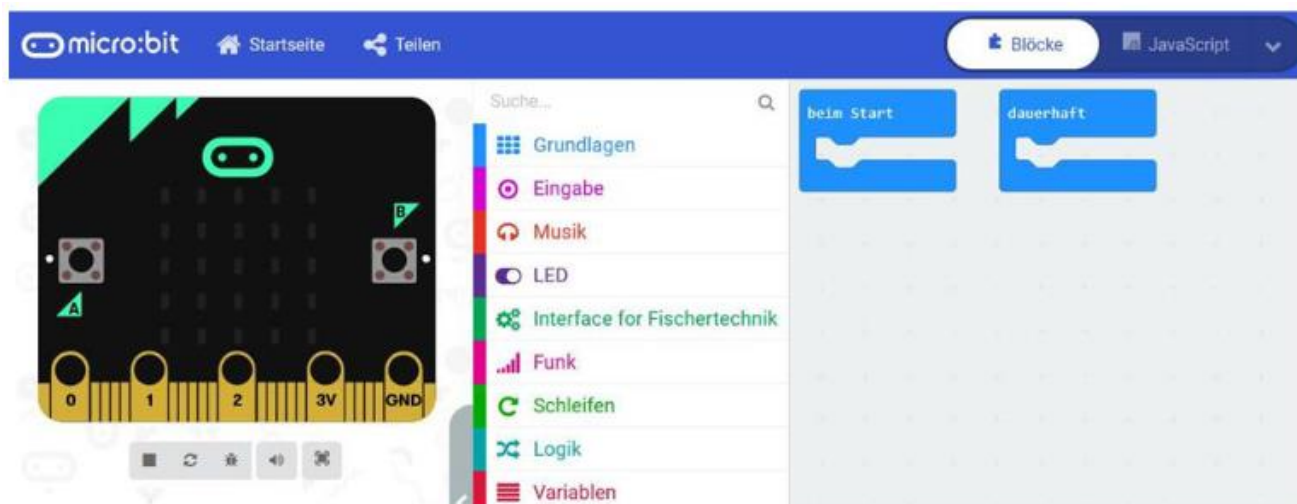 micro:bit
Startseite
Teilen
Blöcke
JavaScript
A
B
0
1
2
3V
GND
Suche...
Grundlagen
Eingabe
Musik
LED
Interface for Fischertechnik
Funk
Schleifen
Logik
Variablen
beim Start
dauerhaft